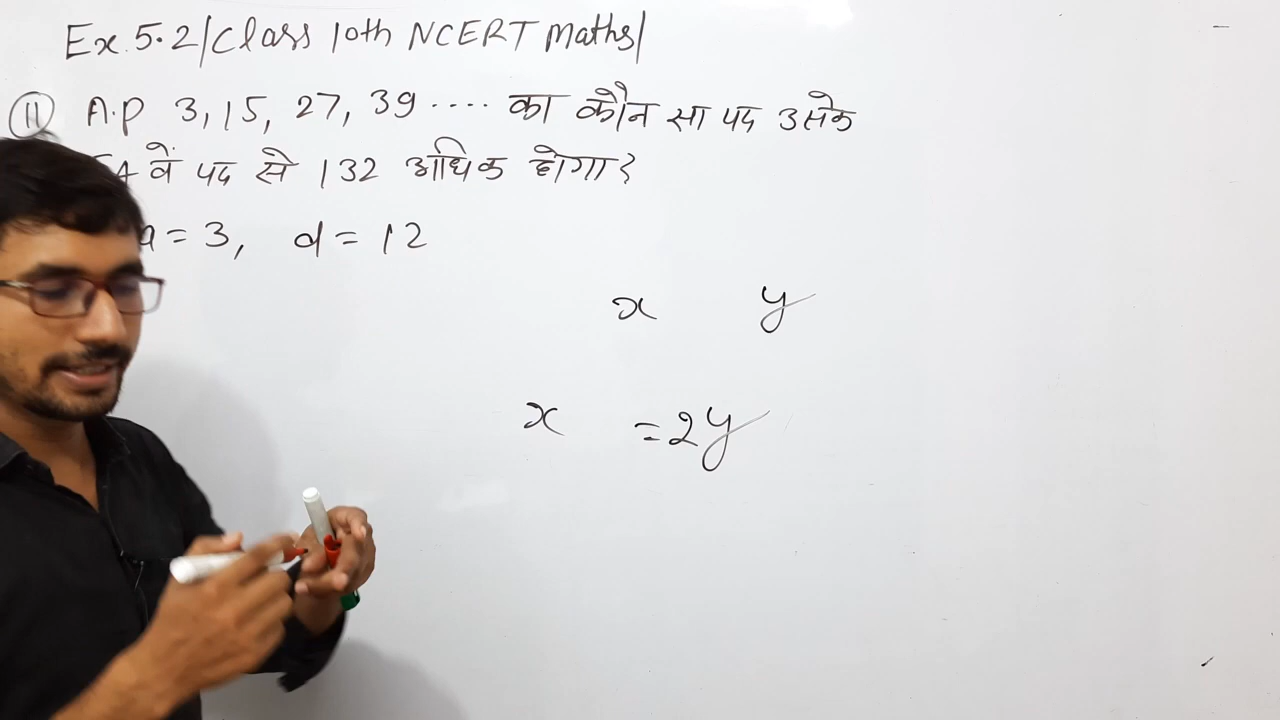 Ex. 5.2/Class 10th NCERT Maths/
(11) A.P 3, 15, 27, 39 .... का कौन सा पद उसके
वें पद से 132 अधिक होगा?
a = 3, d = 12
x y
x = 2y